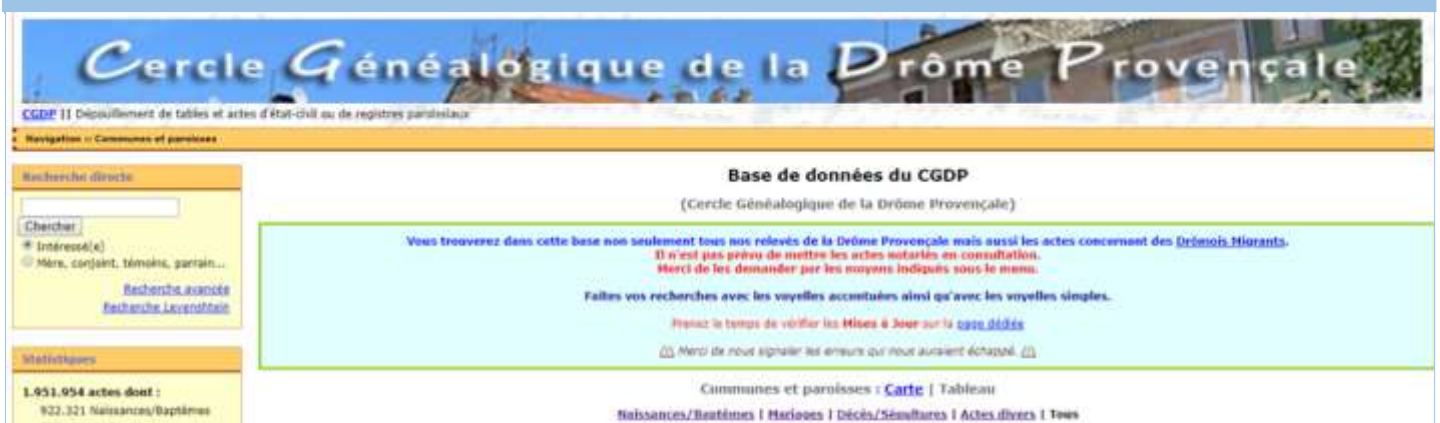 Cercle Généalogique de la Drôme Provençale
CGDP ]] Dépouillement de tables et actes d'état-civil ou de registres paroissiaux
Navigation :: Communes et paroisses
Recherche directe
Chercher
Intéressé(e)
Mère, conjoint, témoins, parrain...
Recherche avancée
Recherche Levenshtein
Statistiques
1.951.954 actes dont :
922.321 Naissances/Baptêmes
Base de données du CGDP
(Cercle Généalogique de la Drôme Provençale)
Vous trouverez dans cette base non seulement tous nos relevés de la Drôme Provençale mais aussi les actes concernant des Drômois Migrants.
Il n'est pas prévu de mettre les actes notariés en consultation.
Merci de les demander par les moyens indiqués sous le menu.
Faites vos recherches avec les voyelles accentuées ainsi qu'avec les voyelles simples.
Prenez le temps de vérifier les Mises à Jour sur la page dédiée
Merci de nous signaler les erreurs qui nous auraient échappé.
Communes et paroisses : Carte | Tableau
Naissances/Baptêmes | Mariages | Décès/Sépultures | Actes divers | Tous